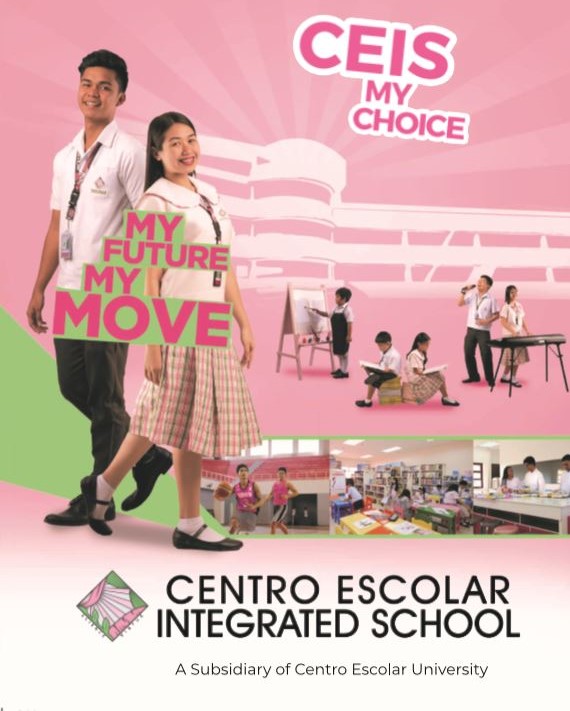 CEIS
MY
CHOICE
MY
FUTURE
MY
MOVE
CENTRO ESCOLAR
INTEGRATED SCHOOL
A Subsidiary of Centro Escolar University